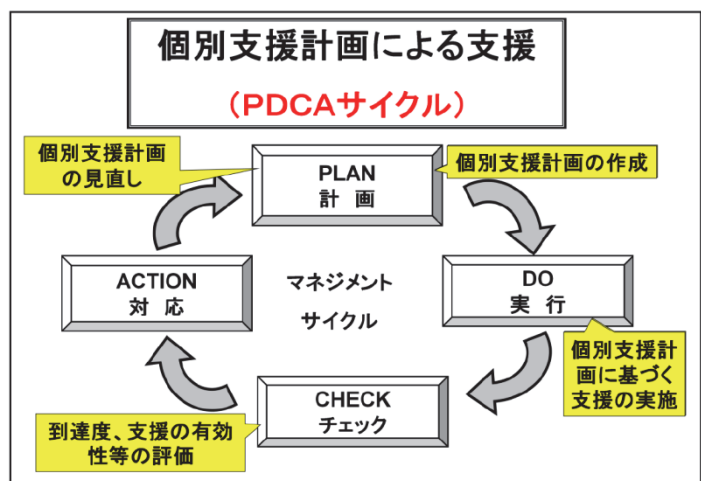 個別支援計画による支援
（PDCAサイクル）
個別支援計画
の見直し
PLAN
計　画
個別支援計画の作成
ACTION
対　応
マネジメント
サイクル
DO
実　行
個別支援計
画に基づく
支援の実施
CHECK
チェック
到達度、支援の有効
性等の評価